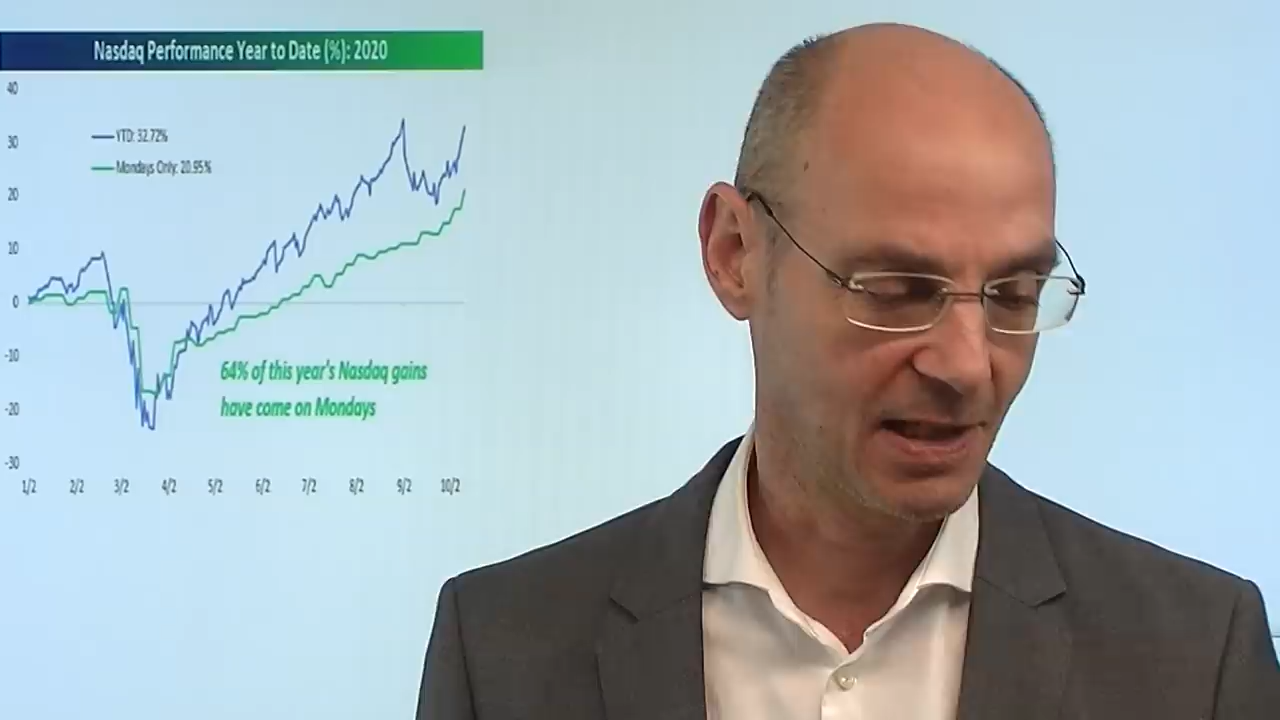 Nasdaq Performance Year to Date (%): 2020
40
30
20
10
0
-10
-20
-30
YTD: 32.72%
Mondays Only: 20.95%
64% of this year's Nasdaq gains
have come on Mondays
1/2 2/2 3/2 4/2 5/2 6/2 7/2 8/2 9/2 10/2